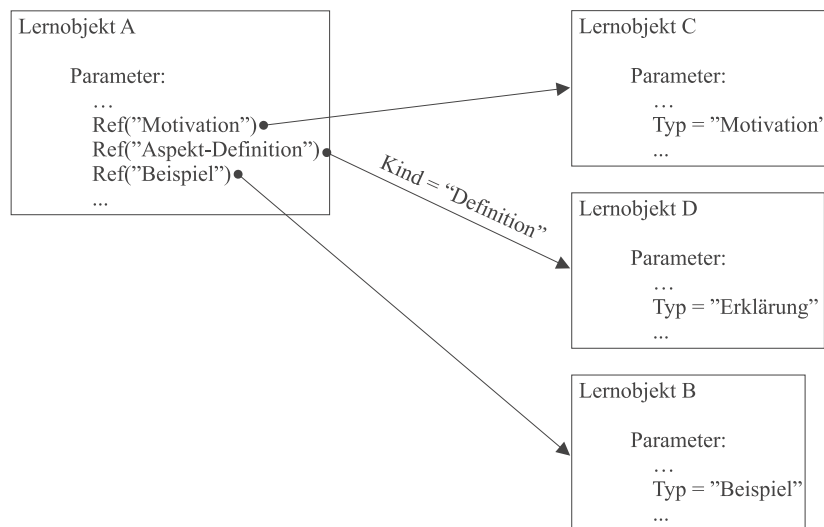 Lernobjekt A
Parameter:
…
Ref(”Motivation”)
Ref(”Aspekt-Definition”)
Ref(”Beispiel”)
...
Kind = “Definition”
Lernobjekt C
Parameter:
…
Typ = ”Motivation”
...
Lernobjekt D
Parameter:
…
Typ = ”Erklärung”
...
Lernobjekt B
Parameter:
…
Typ = ”Beispiel”
...